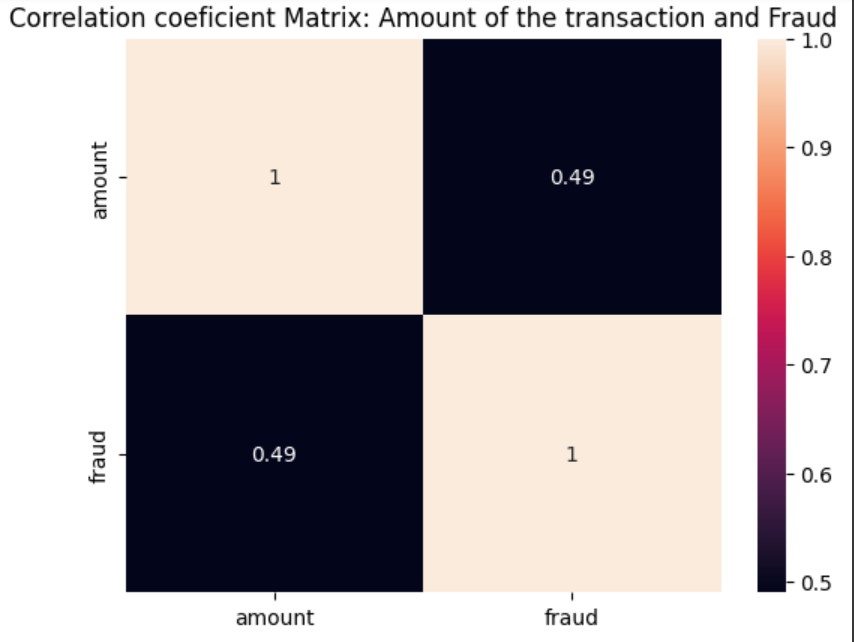 Correlation coeficient Matrix: Amount of the transaction and Fraud
1.0
amount
1
0.49
0.9
0.8
0.7
fraud
0.49
1
0.6
0.5
amount
fraud